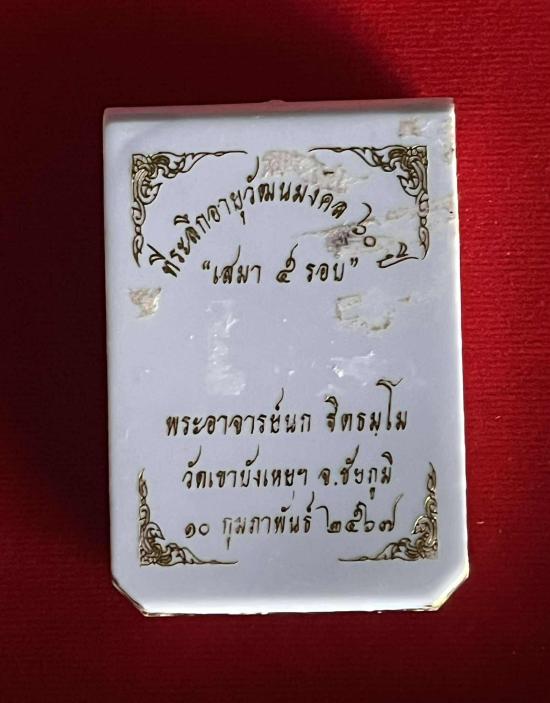 ที่ระลึกอายุวัฒนมงคล ๖๐ ปี
“เสมา ๕ รอบ”
พระอาจารย์นก ฐิตธมฺโม
วัดเขาบังเหยฯ จ.ชัยภูมิ
๑๐ กุมภาพันธ์ ๒๕๖๗